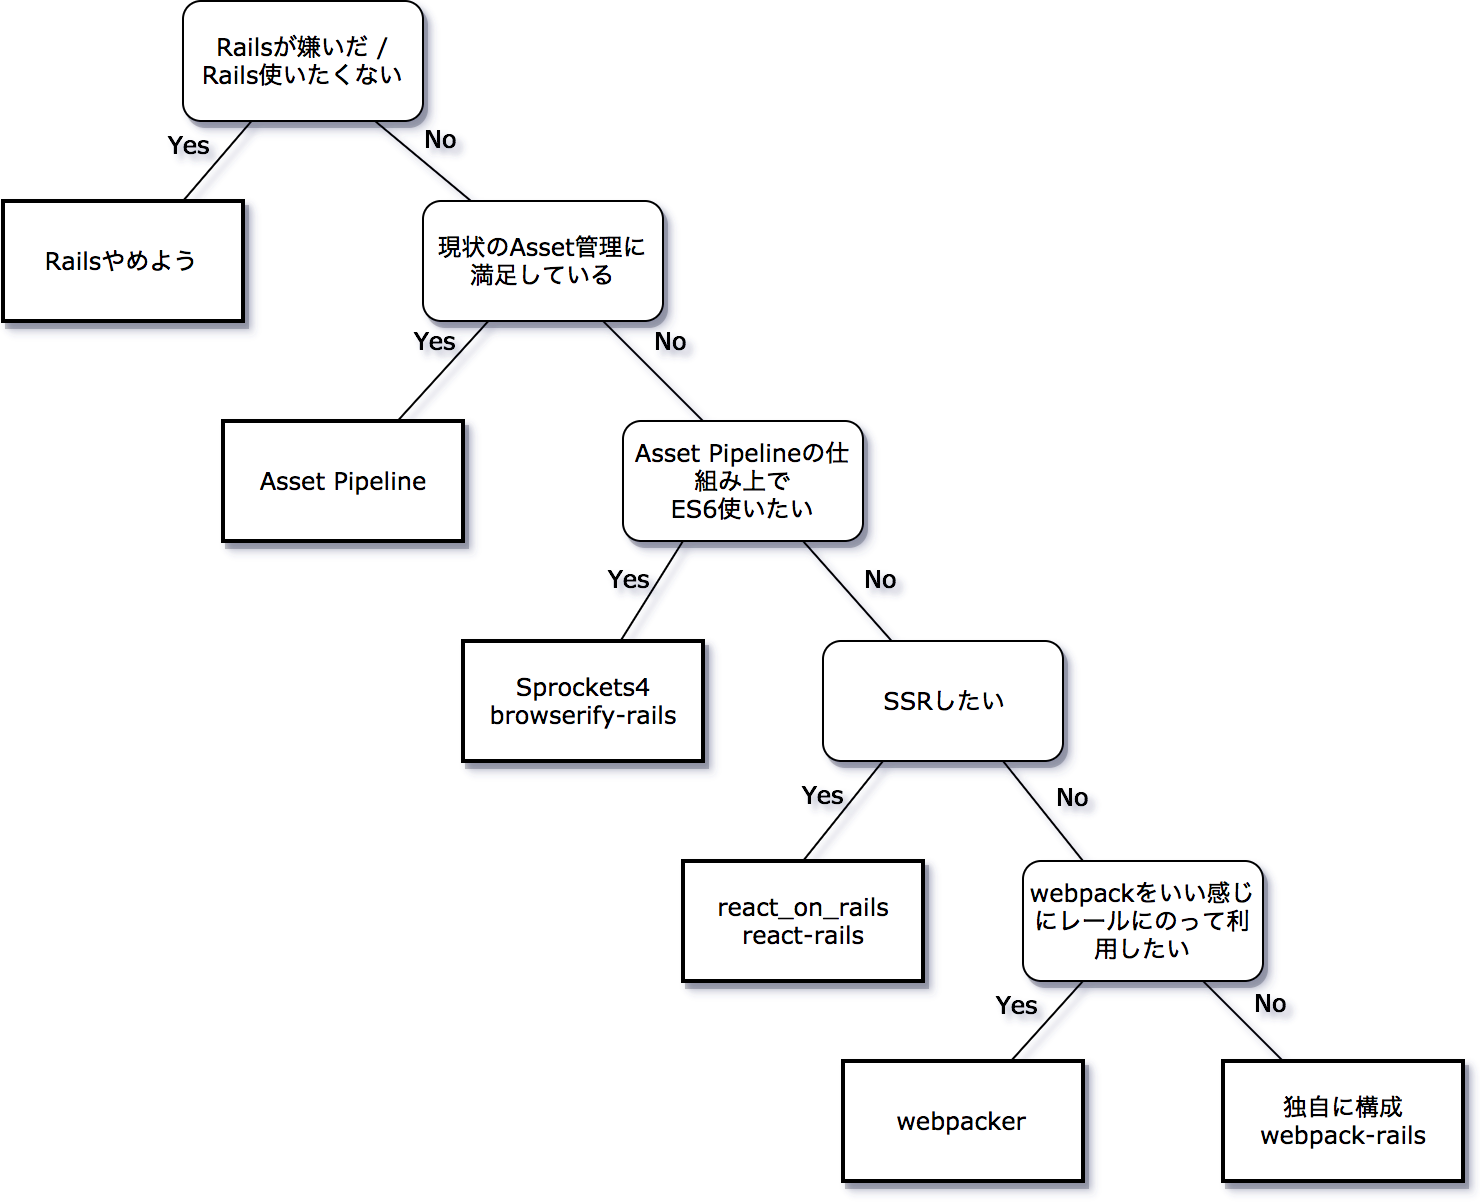 Railsが嫌いだ /
Rails使いたくない
Yes
No
Railsやめよう
現状のAsset管理に
満足している
Yes
No
Asset Pipeline
Asset Pipelineの仕
組み上で
ES6使いたい
Yes
No
Sprockets4
browserify-rails
SSRしたい
Yes
No
react_on_rails
react-rails
webpackをいい感じ
にレールにのって利
用したい
Yes
No
webpacker
独自に構成
webpack-rails